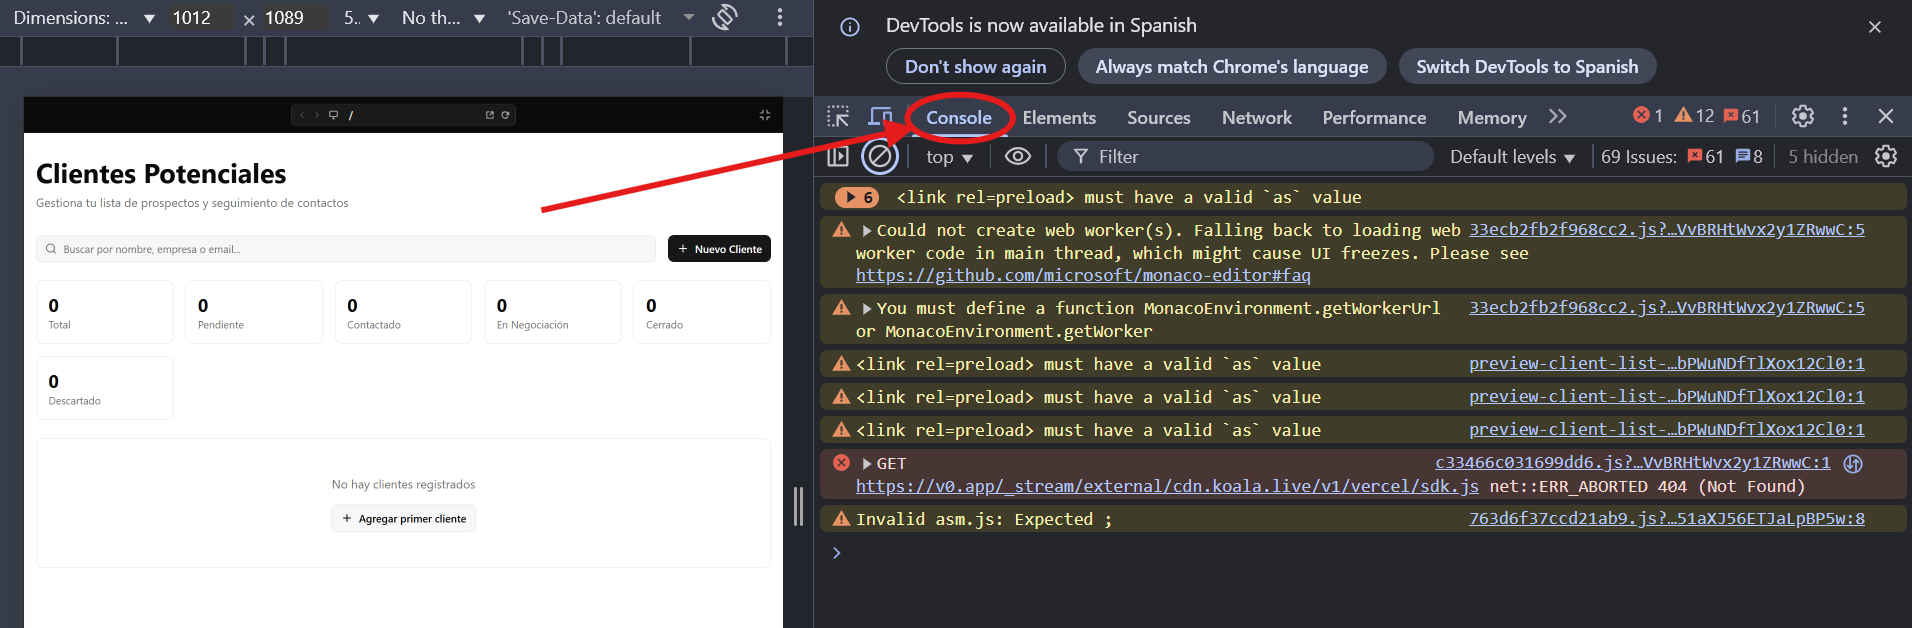 Dimensions: ...
1012
×
1089
5..
No th...
'Save-Data': default
DevTools is now available in Spanish
Don't show again
Always match Chrome's language
Switch DevTools to Spanish
Console
Elements
Sources
Network
Performance
Memory
1
12
61
top
Filter
Default levels
69 Issues:
61
8
5 hidden
/
Clientes Potenciales
Gestiona tu lista de prospectos y seguimiento de contactos
Buscar por nombre, empresa o email...
+ Nuevo Cliente
0
Total
0
Pendiente
0
Contactado
0
En Negociación
0
Cerrado
0
Descartado
No hay clientes registrados
+ Agregar primer cliente
6 <link rel=preload> must have a valid `as` value
Could not create web worker(s). Falling back to loading web 33ecb2fb2f968cc2.js?…VvBRHtWvx2y1ZRwwC:5
worker code in main thread, which might cause UI freezes. Please see
https://github.com/microsoft/monaco-editor#faq
You must define a function MonacoEnvironment.getWorkerUrl 33ecb2fb2f968cc2.js?…VvBRHtWvx2y1ZRwwC:5
or MonacoEnvironment.getWorker
<link rel=preload> must have a valid `as` value preview-client-list-…bPWuNDfTlXox12Cl0:1
<link rel=preload> must have a valid `as` value preview-client-list-…bPWuNDfTlXox12Cl0:1
<link rel=preload> must have a valid `as` value preview-client-list-…bPWuNDfTlXox12Cl0:1
GET c33466c031699dd6.js?…VvBRHtWvx2y1ZRwwC:1
https://v0.app/_stream/external/cdn.koala.live/v1/vercel/sdk.js net::ERR_ABORTED 404 (Not Found)
Invalid asm.js: Expected ; 763d6f37ccd21ab9.js?…51aXJ56ETJaLpBP5w:8